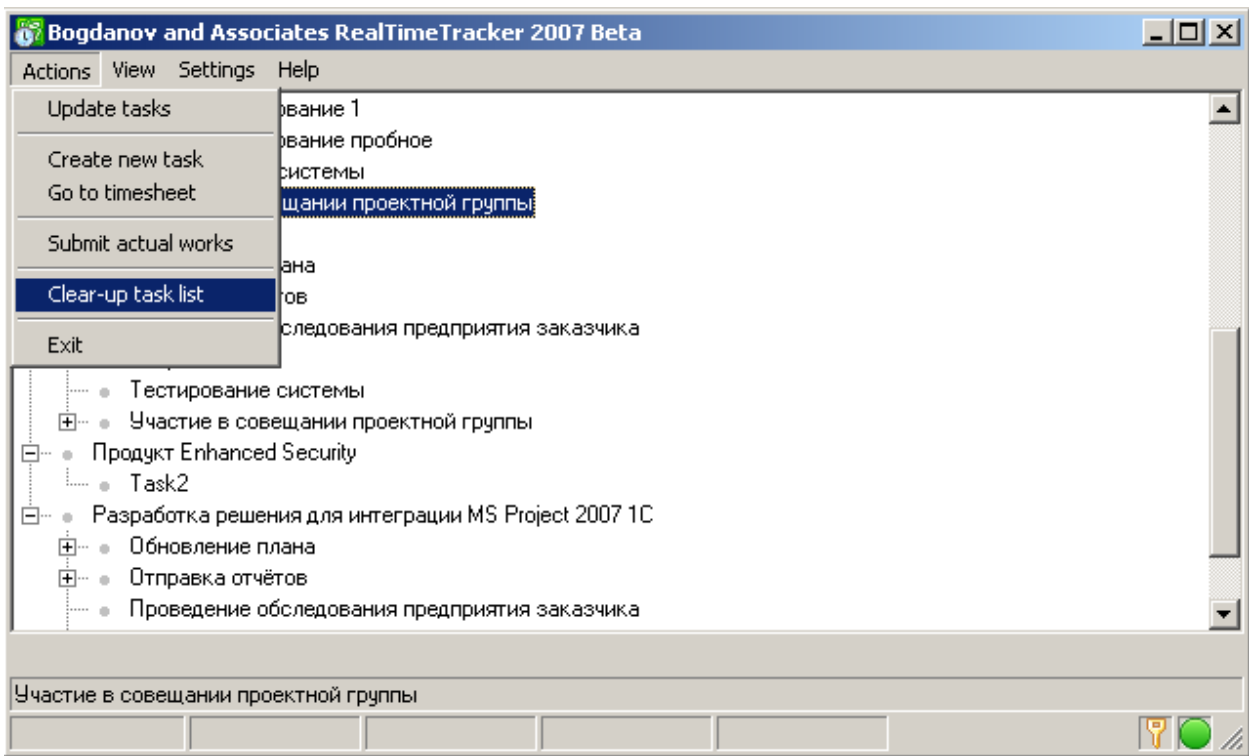 Bogdanov and Associates RealTimeTracker 2007 Beta
Actions View Settings Help
Update tasks
Create new task
Go to timesheet
Submit actual works
Clear-up task list
Exit
ование 1
ование пробное
системы
щании проектной группы
ана
тов
следования предприятия заказчика
Тестирование системы
Участие в совещании проектной группы
Продукт Enhanced Security
Task2
Разработка решения для интеграции MS Project 2007 1С
Обновление плана
Отправка отчётов
Проведение обследования предприятия заказчика
Участие в совещании проектной группы